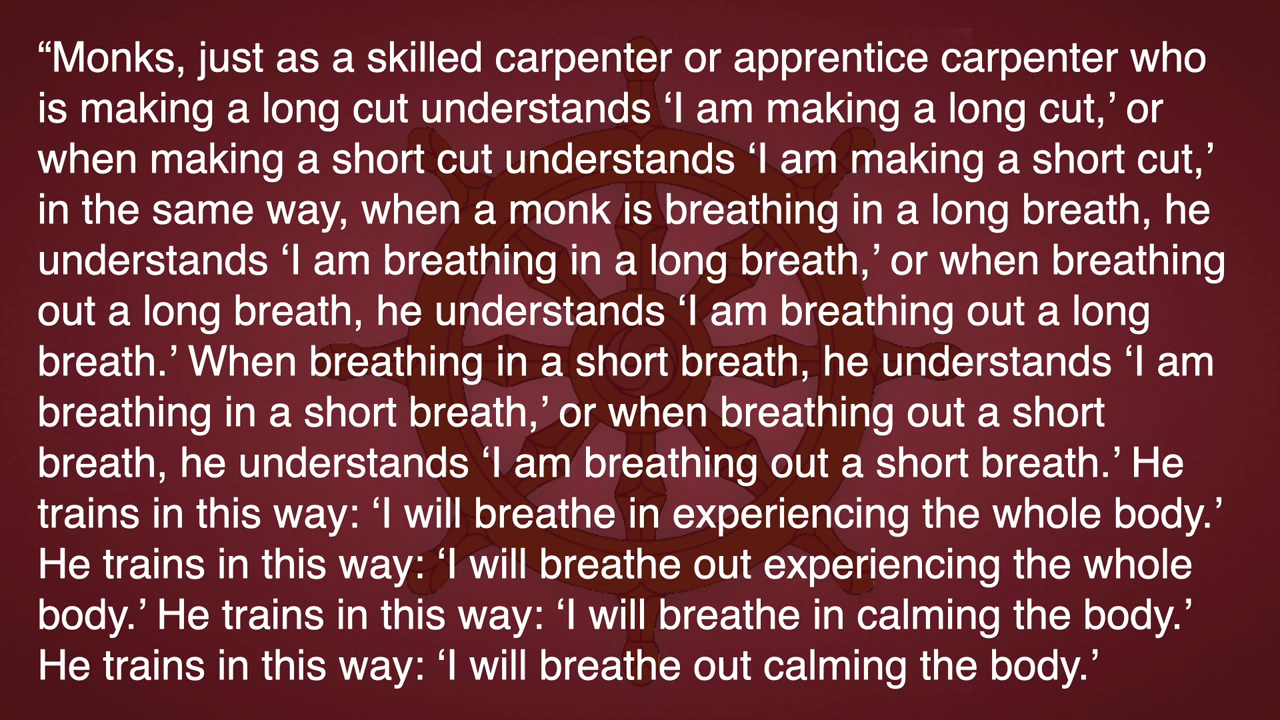 “Monks, just as a skilled carpenter or apprentice carpenter who
is making a long cut understands ‘I am making a long cut,’ or
when making a short cut understands ‘I am making a short cut,’
in the same way, when a monk is breathing in a long breath, he
understands ‘I am breathing in a long breath,’ or when breathing
out a long breath, he understands ‘I am breathing out a long
breath.’ When breathing in a short breath, he understands ‘I am
breathing in a short breath,’ or when breathing out a short
breath, he understands ‘I am breathing out a short breath.’ He
trains in this way: ‘I will breathe in experiencing the whole body.’
He trains in this way: ‘I will breathe out experiencing the whole
body.’ He trains in this way: ‘I will breathe in calming the body.’
He trains in this way: ‘I will breathe out calming the body.’